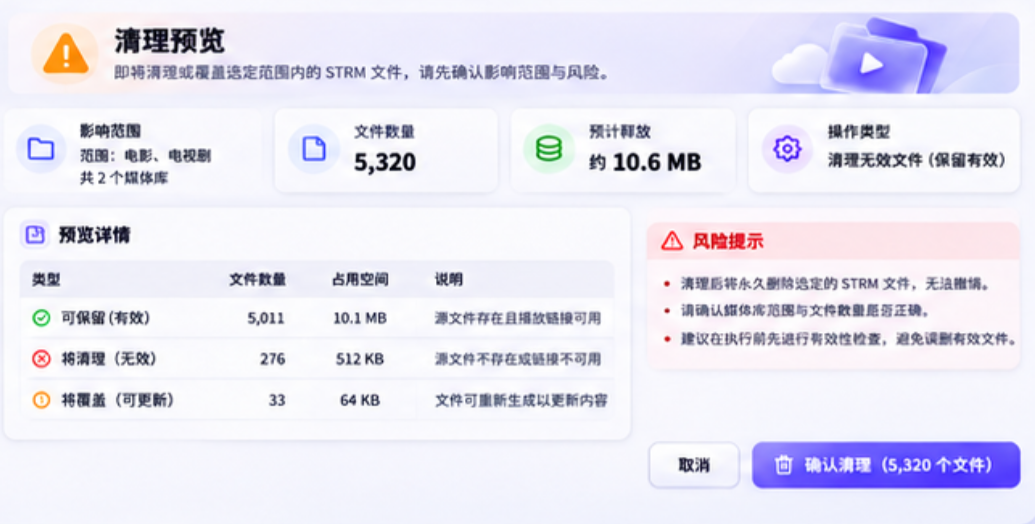 清理预览
即将清理或覆盖选定范围内的 STRM 文件，请先确认影响范围与风险。
影响范围
范围：电影、电视剧
共 2 个媒体库
文件数量
5,320
预计释放
约 10.6 MB
操作类型
清理无效文件 (保留有效)
预览详情
类型 文件数量 占用空间 说明
可保留 (有效) 5,011 10.1 MB 源文件存在且播放链接可用
将清理（无效） 276 512 KB 源文件不存在或链接不可用
将覆盖（可更新） 33 64 KB 文件可重新生成以更新内容
风险提示
• 清理后将永久删除选定的 STRM 文件，无法撤销。
• 请确认媒体库范围与文件数量是否正确。
• 建议在执行前先进行有效性检查，避免误删有效文件。
取消
确认清理（5,320 个文件）